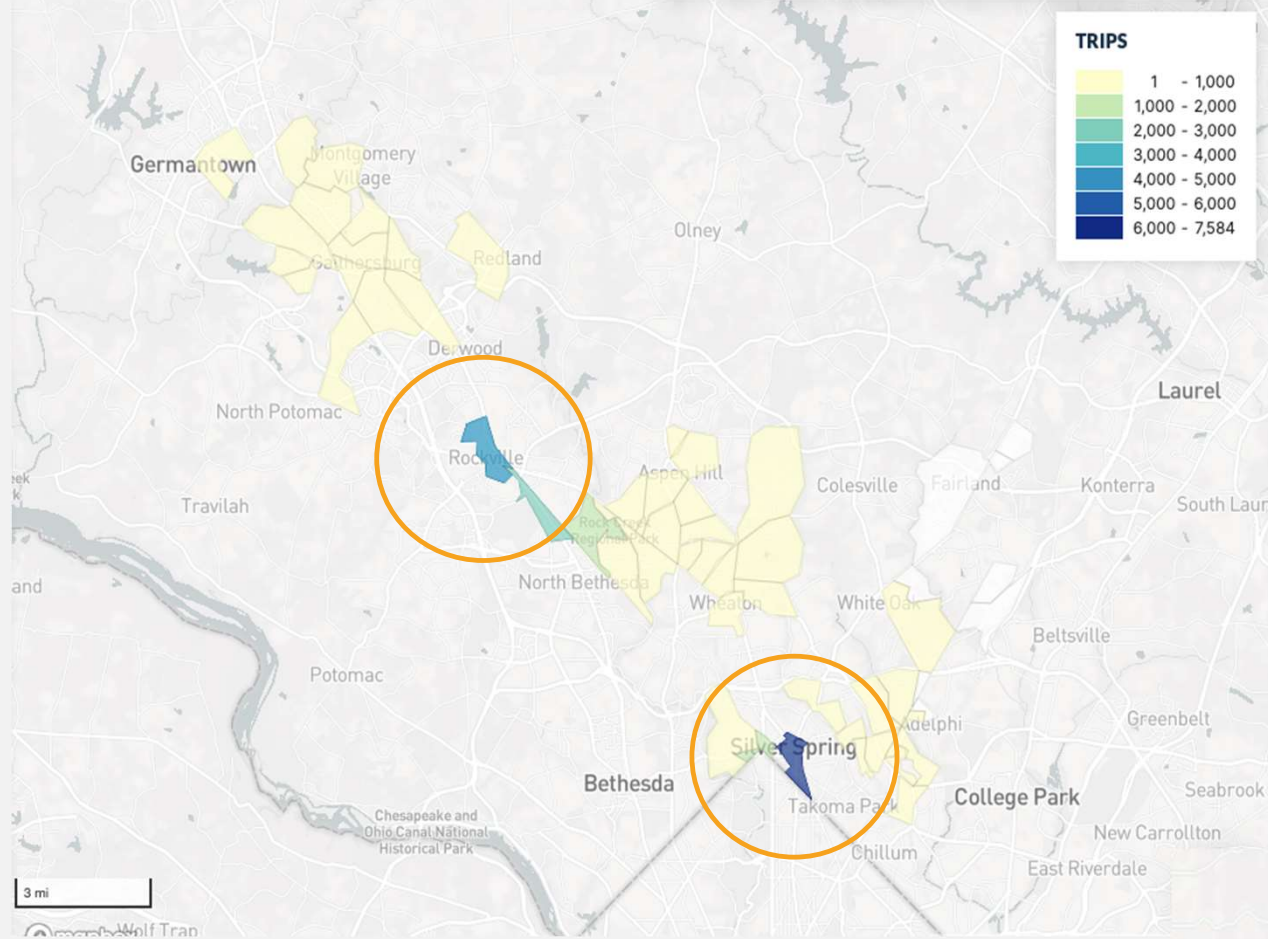 TRIPS
1 - 1,000
1,000 - 2,000
2,000 - 3,000
3,000 - 4,000
4,000 - 5,000
5,000 - 6,000
6,000 - 7,584
Germantown
Montgomery
Village
Olney
Gaithersburg
Redland
Derwood
Laurel
North Potomac
Rockville
Aspen Hill
Colesville
Fairland
Konterra
Travilah
South Laur
Rock Creek
Regional Park
North Bethesda
and
Wheaton
White Oak
Beltsville
Potomac
Adelphi
Greenbelt
Silver Spring
Bethesda
College Park
Seabrook
Takoma Park
Chesapeake and
Ohio Canal National
Historical Park
New Carrollton
Chillum
East Riverdale
3 mi
mapbox
Wolf Trap